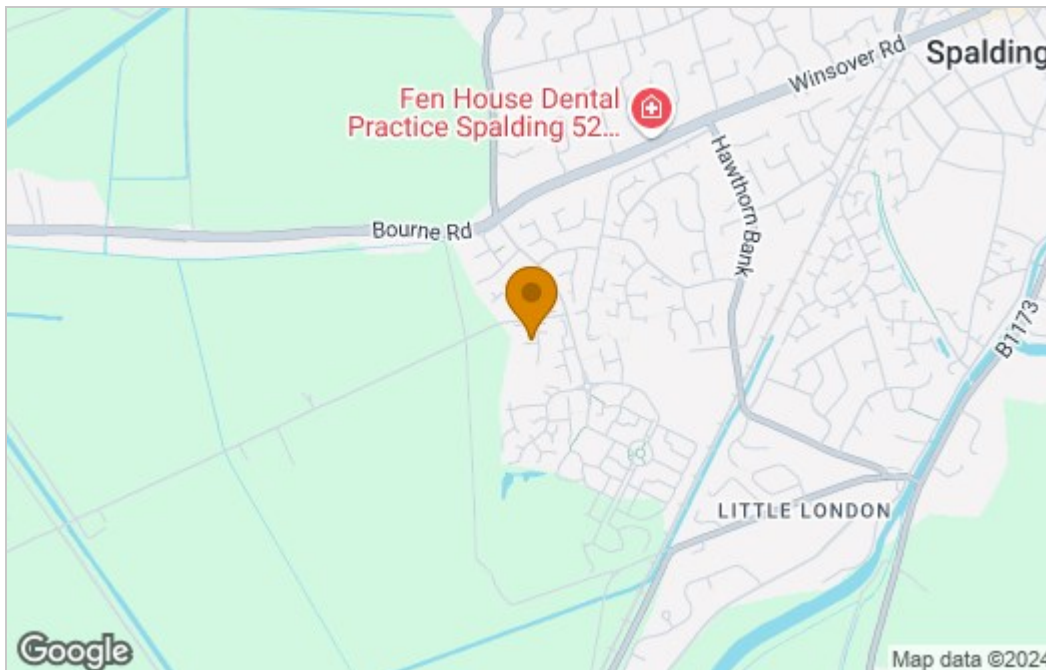 Spalding
Winsover Rd
Fen House Dental
Practice Spalding 52...
Hawthorn Bank
Bourne Rd
B1173
LITTLE LONDON
Google
Map data ©2024